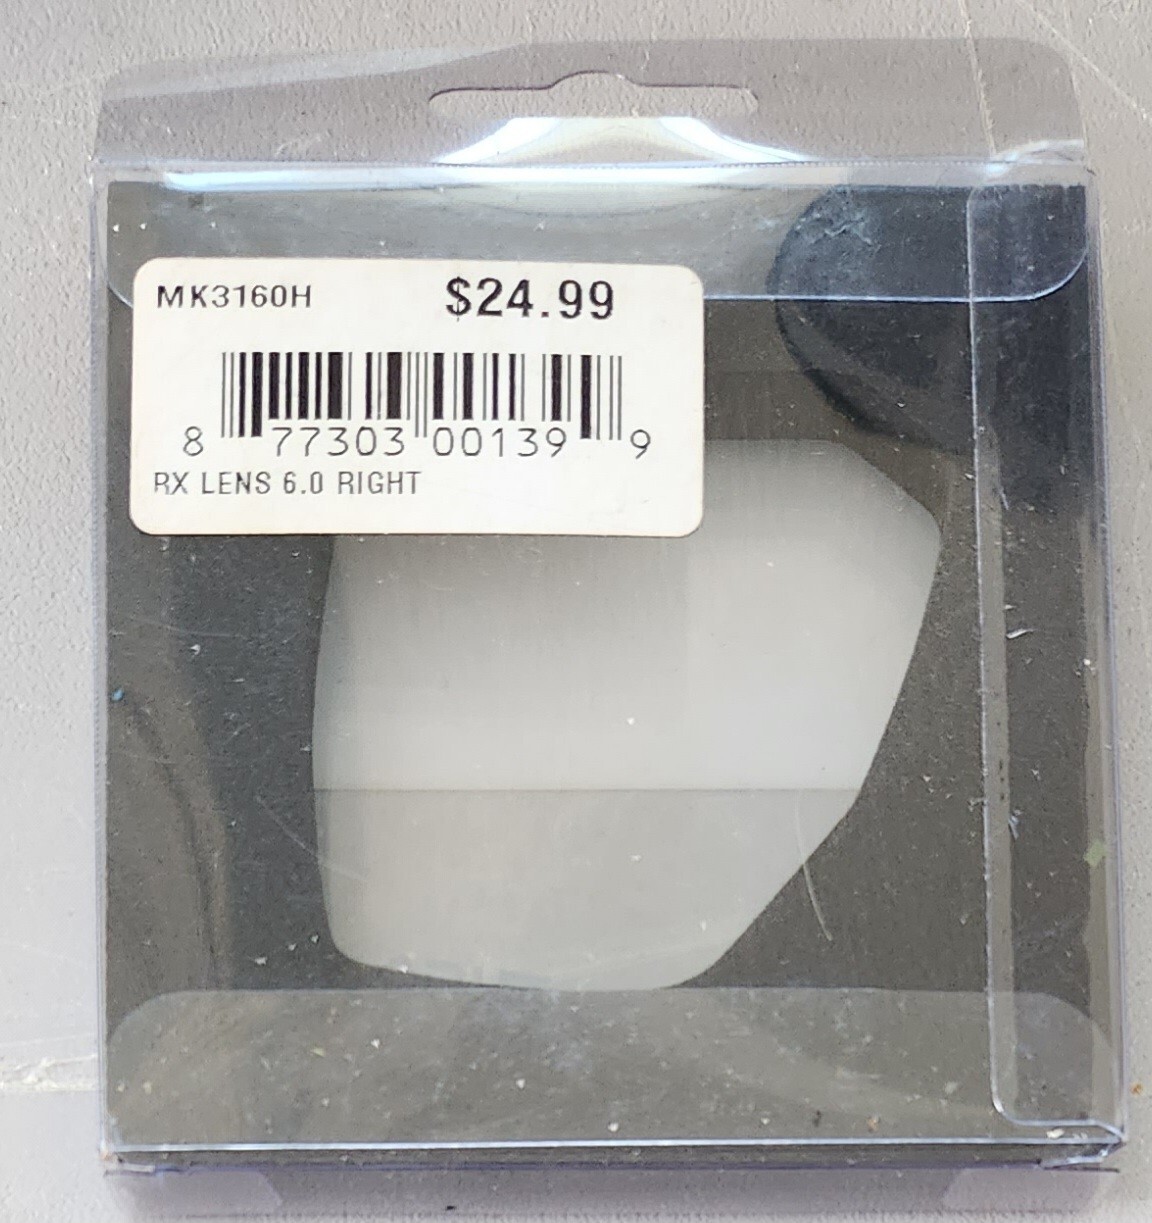 MK3160H $24.99
8 77303 00139 9
RX LENS 6.0 RIGHT